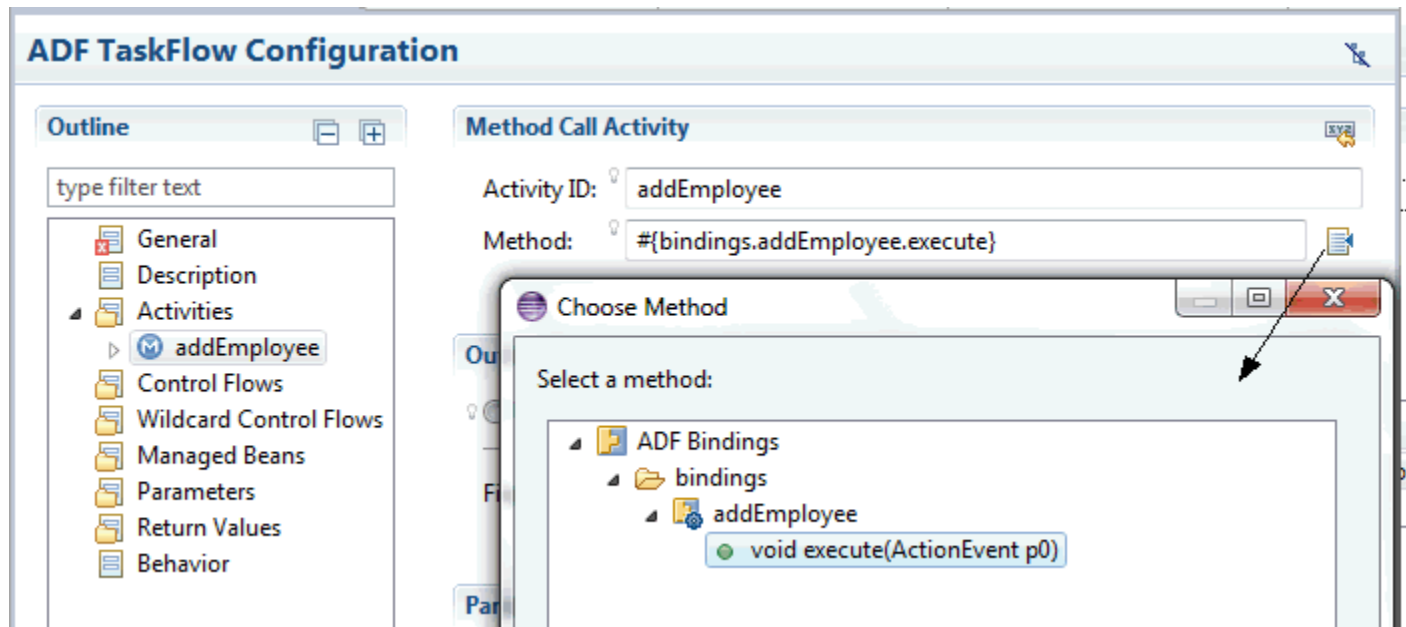 ADF TaskFlow Configuration
Outline
type filter text
General
Description
Activities
addEmployee
Control Flows
Wildcard Control Flows
Managed Beans
Parameters
Return Values
Behavior
Method Call Activity
Activity ID: addEmployee
Method: #{bindings.addEmployee.execute}
Choose Method
Select a method:
ADF Bindings
bindings
addEmployee
void execute(ActionEvent p0)